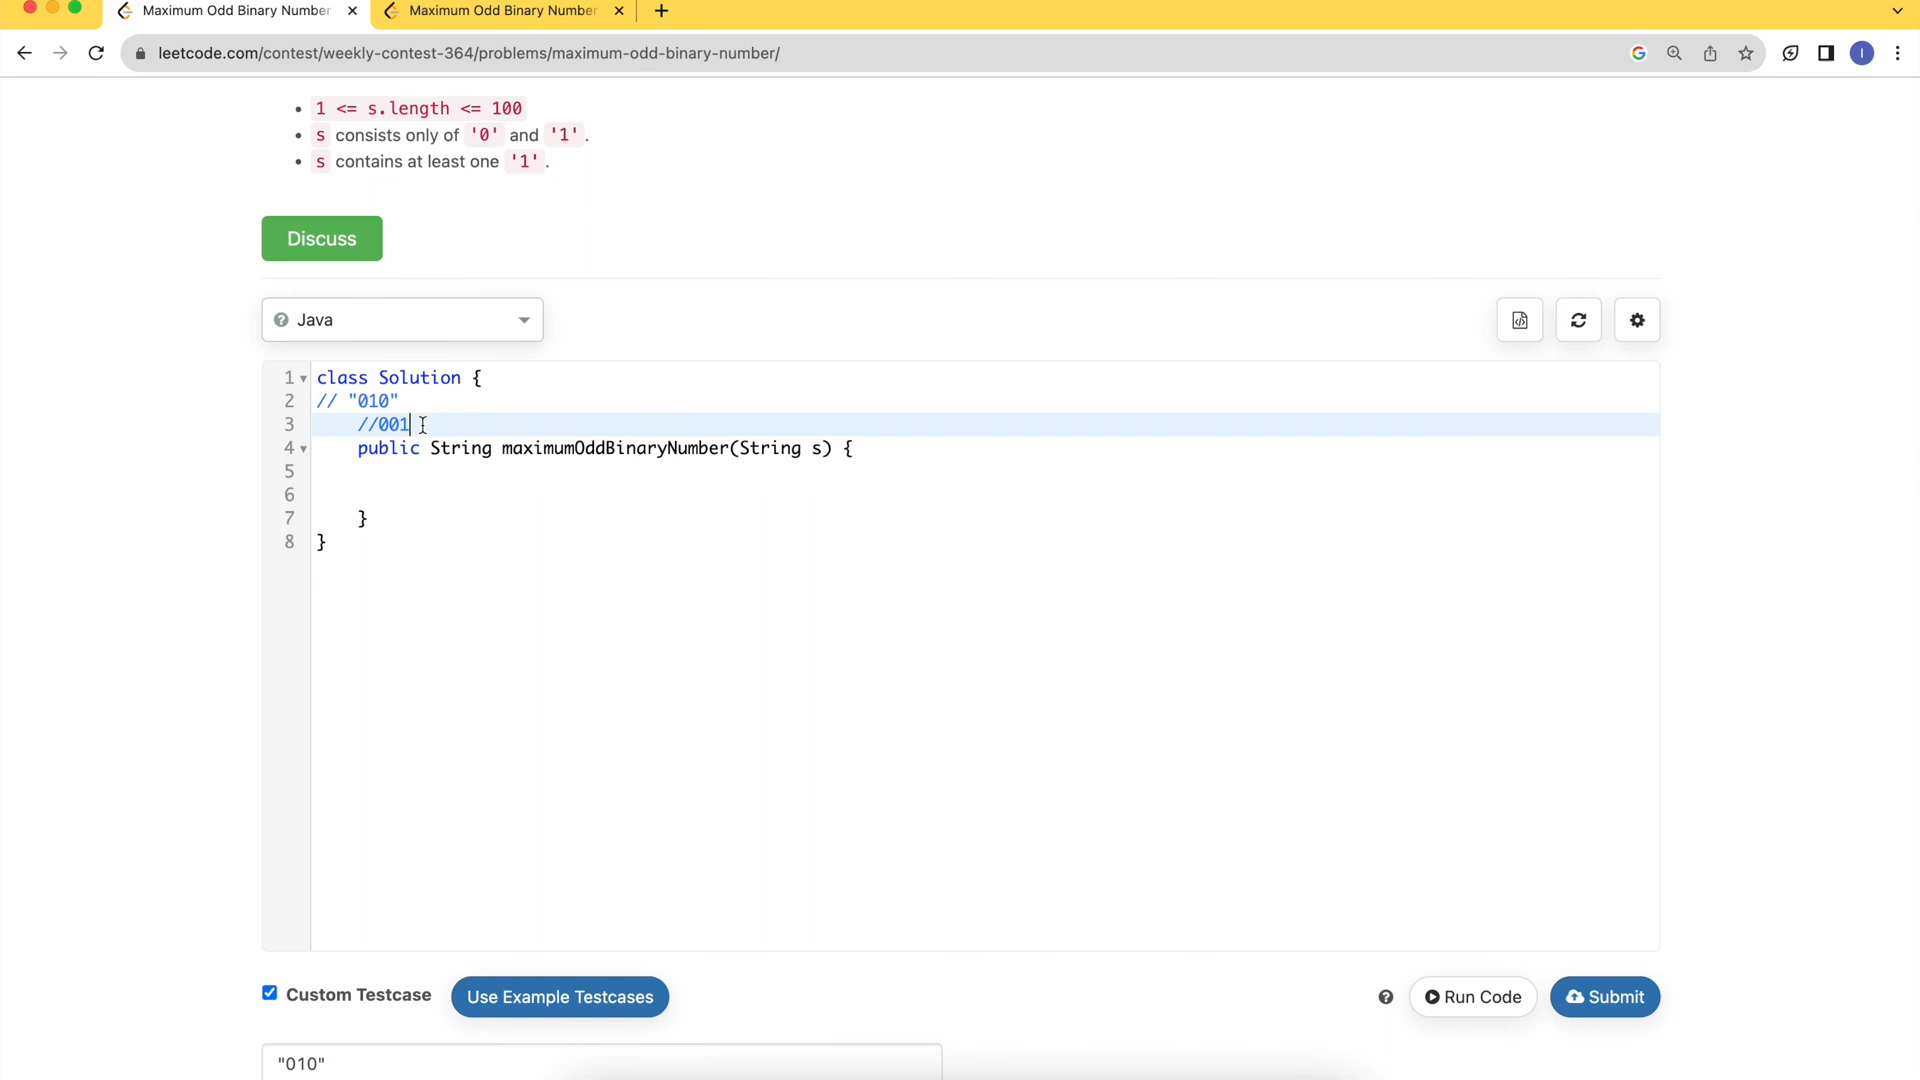 Maximum Odd Binary Number
Maximum Odd Binary Number
leetcode.com/contest/weekly-contest-364/problems/maximum-odd-binary-number/
I
• 1 <= s.length <= 100
• s consists only of '0' and '1'.
• s contains at least one '1'.
Discuss
Java
1 class Solution {
2 // "010"
3 //001
4 public String maximumOddBinaryNumber(String s) {
5
6
7 }
8 }
Custom Testcase
Use Example Testcases
Run Code
Submit
"010"